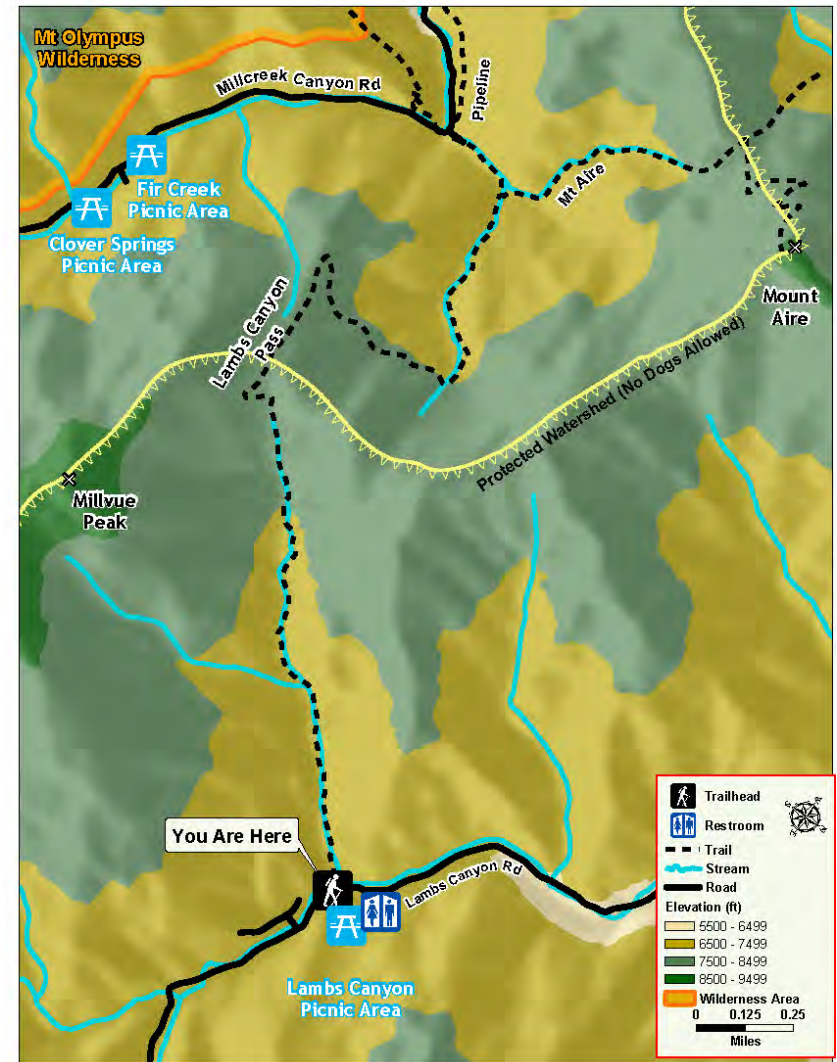 Mt Olympus
Wilderness
Millcreek Canyon Rd
Pipeline
Fir Creek
Picnic Area
Mt Aire
Clover Springs
Picnic Area
Lambs Canyon
Pass
Mount
Aire
Protected Watershed (No Dogs Allowed)
Millvue
Peak
You Are Here
Lambs Canyon Rd
Lambs Canyon
Picnic Area
Trailhead
Restroom
Trail
Stream
Road
Elevation (ft)
5500 - 6499
6500 - 7499
7500 - 8499
8500 - 9499
Wilderness Area
0 0.125 0.25
Miles